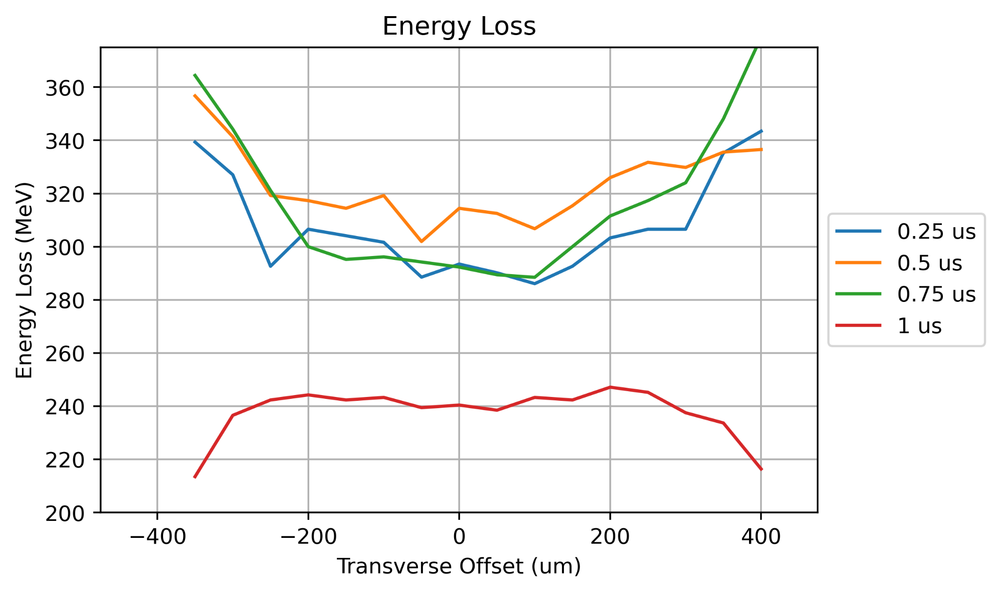 Energy Loss
Energy Loss (MeV)
360
340
320
300
280
260
240
220
200
−400
−200
0
200
400
Transverse Offset (um)
0.25 us
0.5 us
0.75 us
1 us